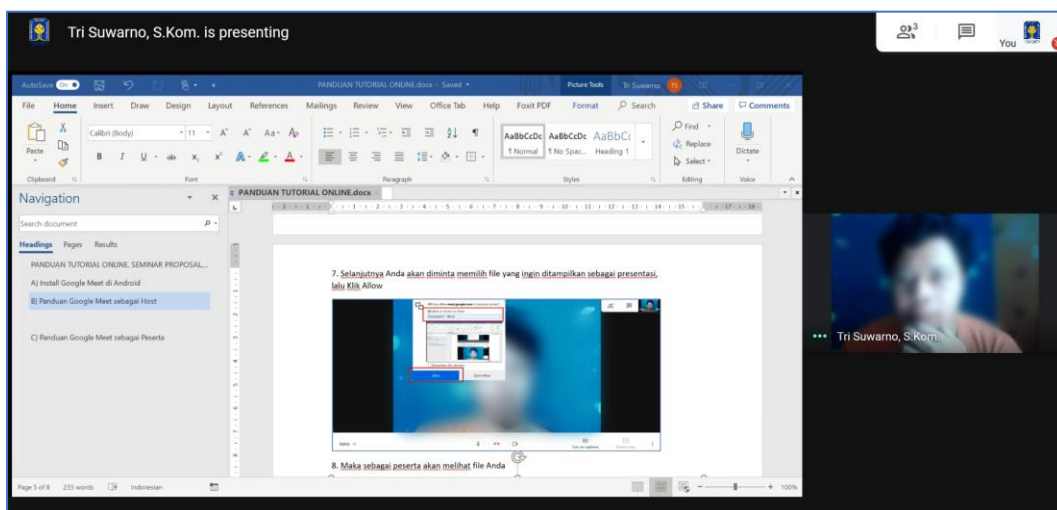 Tri Suwarno, S.Kom. is presenting
3
You
AutoSave On
PANDUAN TUTORIAL ONLINE.docx - Saved
Picture Tools
Tri Suwarno
TS
File Home Insert Draw Design Layout References Mailings Review View Office Tab Help Foxit PDF Format Search Share Comments
Paste
Calibri (Body) 11
AaBbCcDc AaBbCcDc AaBbCc
¶ Normal ¶ No Spac... Heading 1
Find
Replace
Select
Dictate
Clipboard Font Paragraph Styles Editing Voice
Navigation
Search document
Headings Pages Results
PANDUAN TUTORIAL ONLINE, SEMINAR PROPOSAL,...
A) Install Google Meet di Android
B) Panduan Google Meet sebagai Host
C) Panduan Google Meet sebagai Peserta
PANDUAN TUTORIAL ONLINE.docx
7. Selanjutnya Anda akan diminta memilih file yang ingin ditampilkan sebagai presentasi,
lalu Klik Allow
8. Maka sebagai peserta akan melihat file Anda
Tri Suwarno, S.Kom.
Page 5 of 8 235 words Indonesian
100%